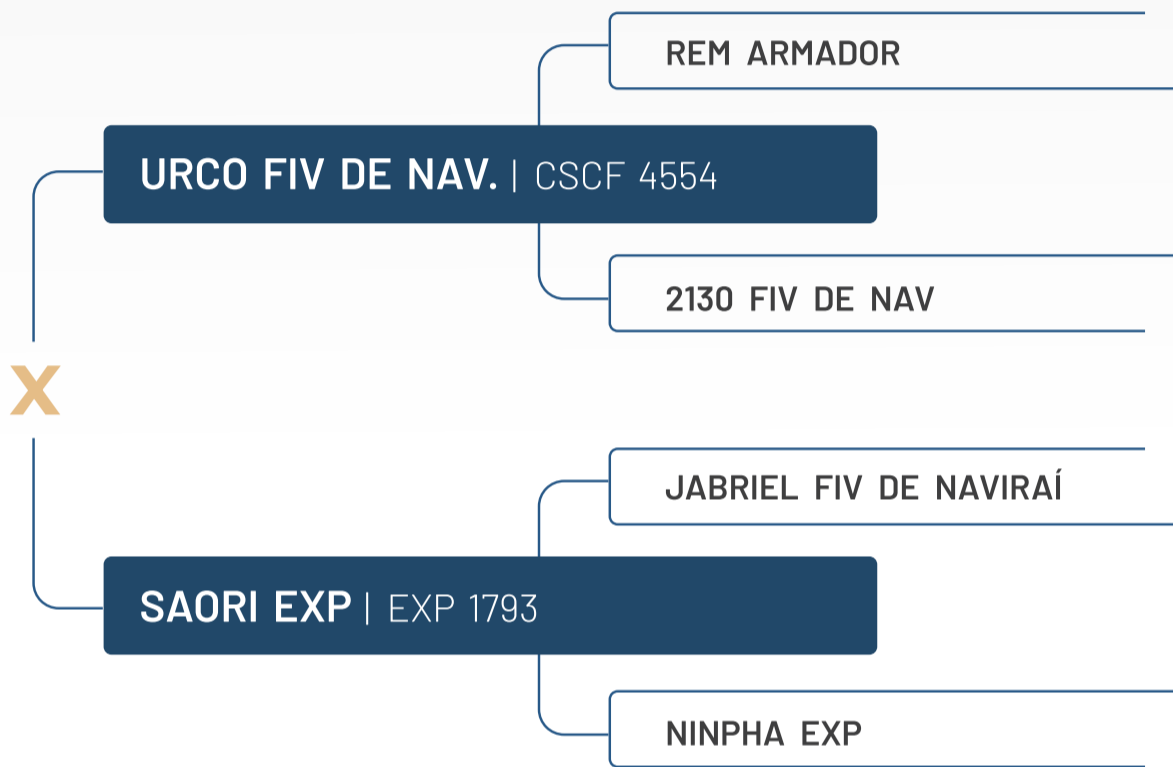 REM ARMADOR
URCO FIV DE NAV. | CSCF 4554
2130 FIV DE NAV
X
JABRIEL FIV DE NAVIRAÍ
SAORI EXP | EXP 1793
NINPHA EXP